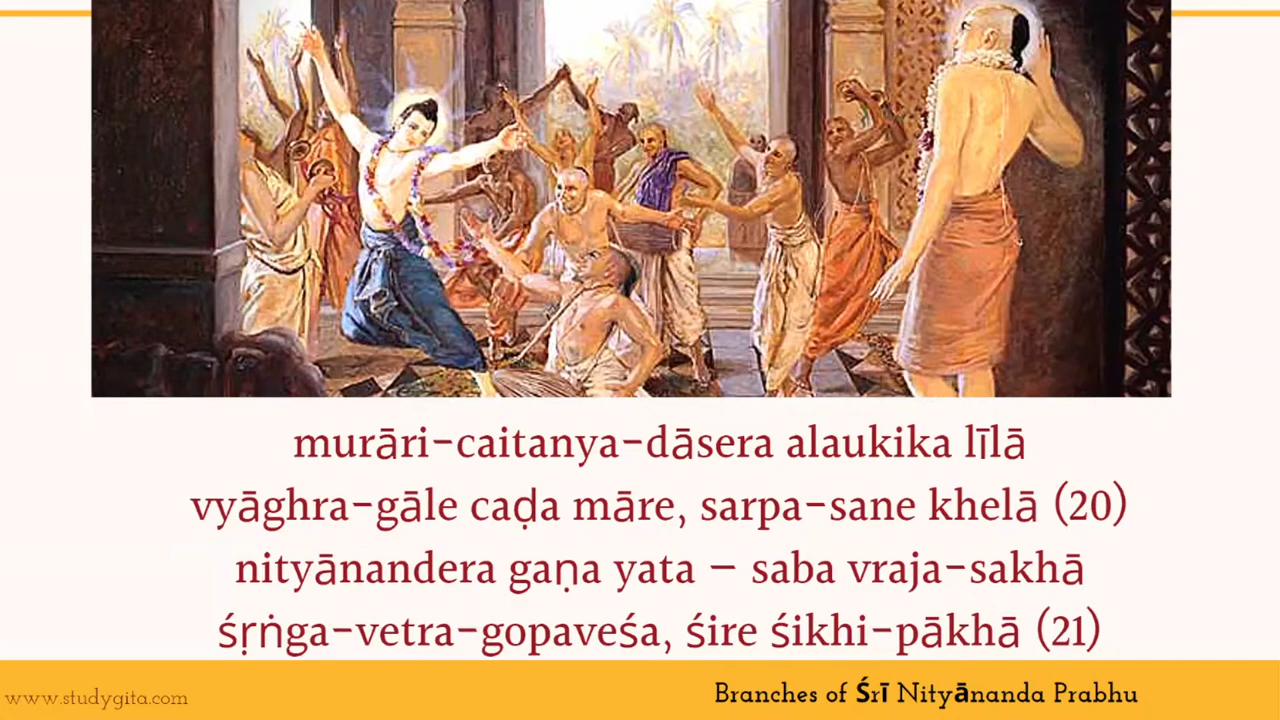 murāri-caitanya-dāsera alaukika līlā
vyāghra-gāle caḍa māre, sarpa-sane khelā (20)
nityānandera gaṇa yata – saba vraja-sakhā
śṛṅga-vetra-gopaveśa, śire śikhi-pākhā (21)
www.studygita.com
Branches of Śrī Nityānanda Prabhu